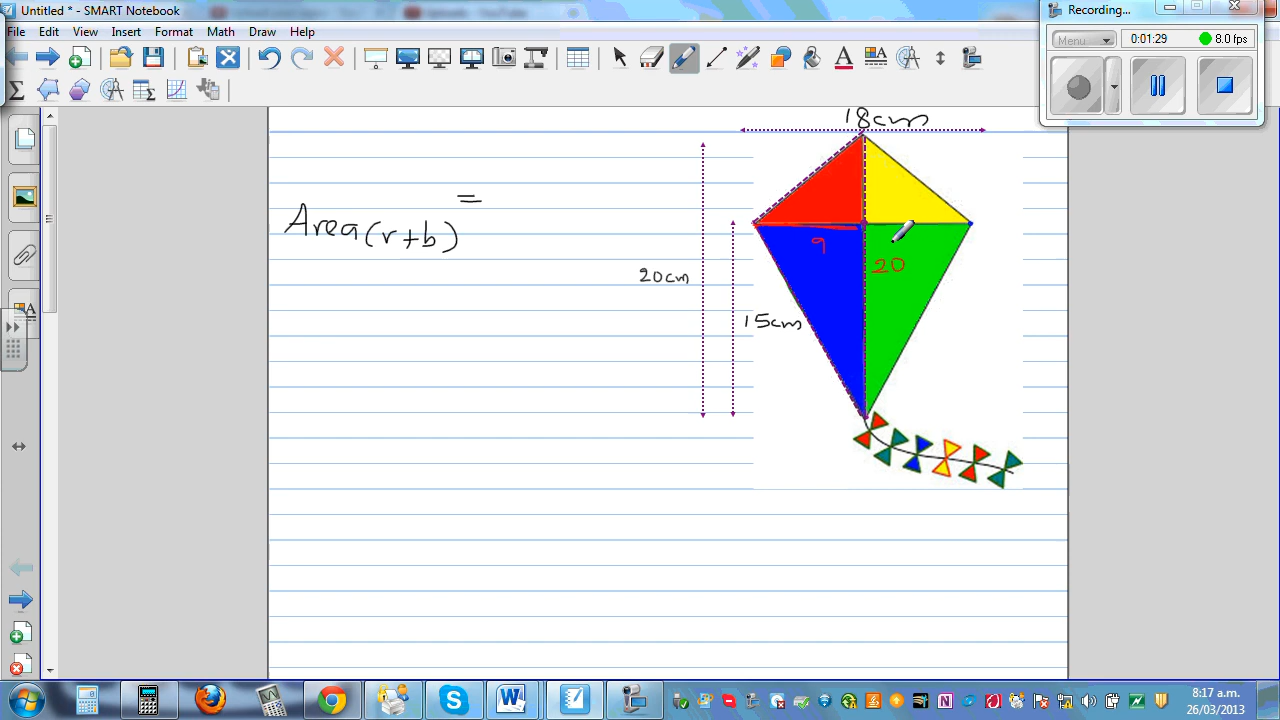 Untitled * - SMART Notebook
Recording...
File Edit View Insert Format Math Draw Help
Menu
0:01:29
8.0 fps
18cm
Area(r+b) =
9
20
20cm
15cm
8:17 a.m.
26/03/2013